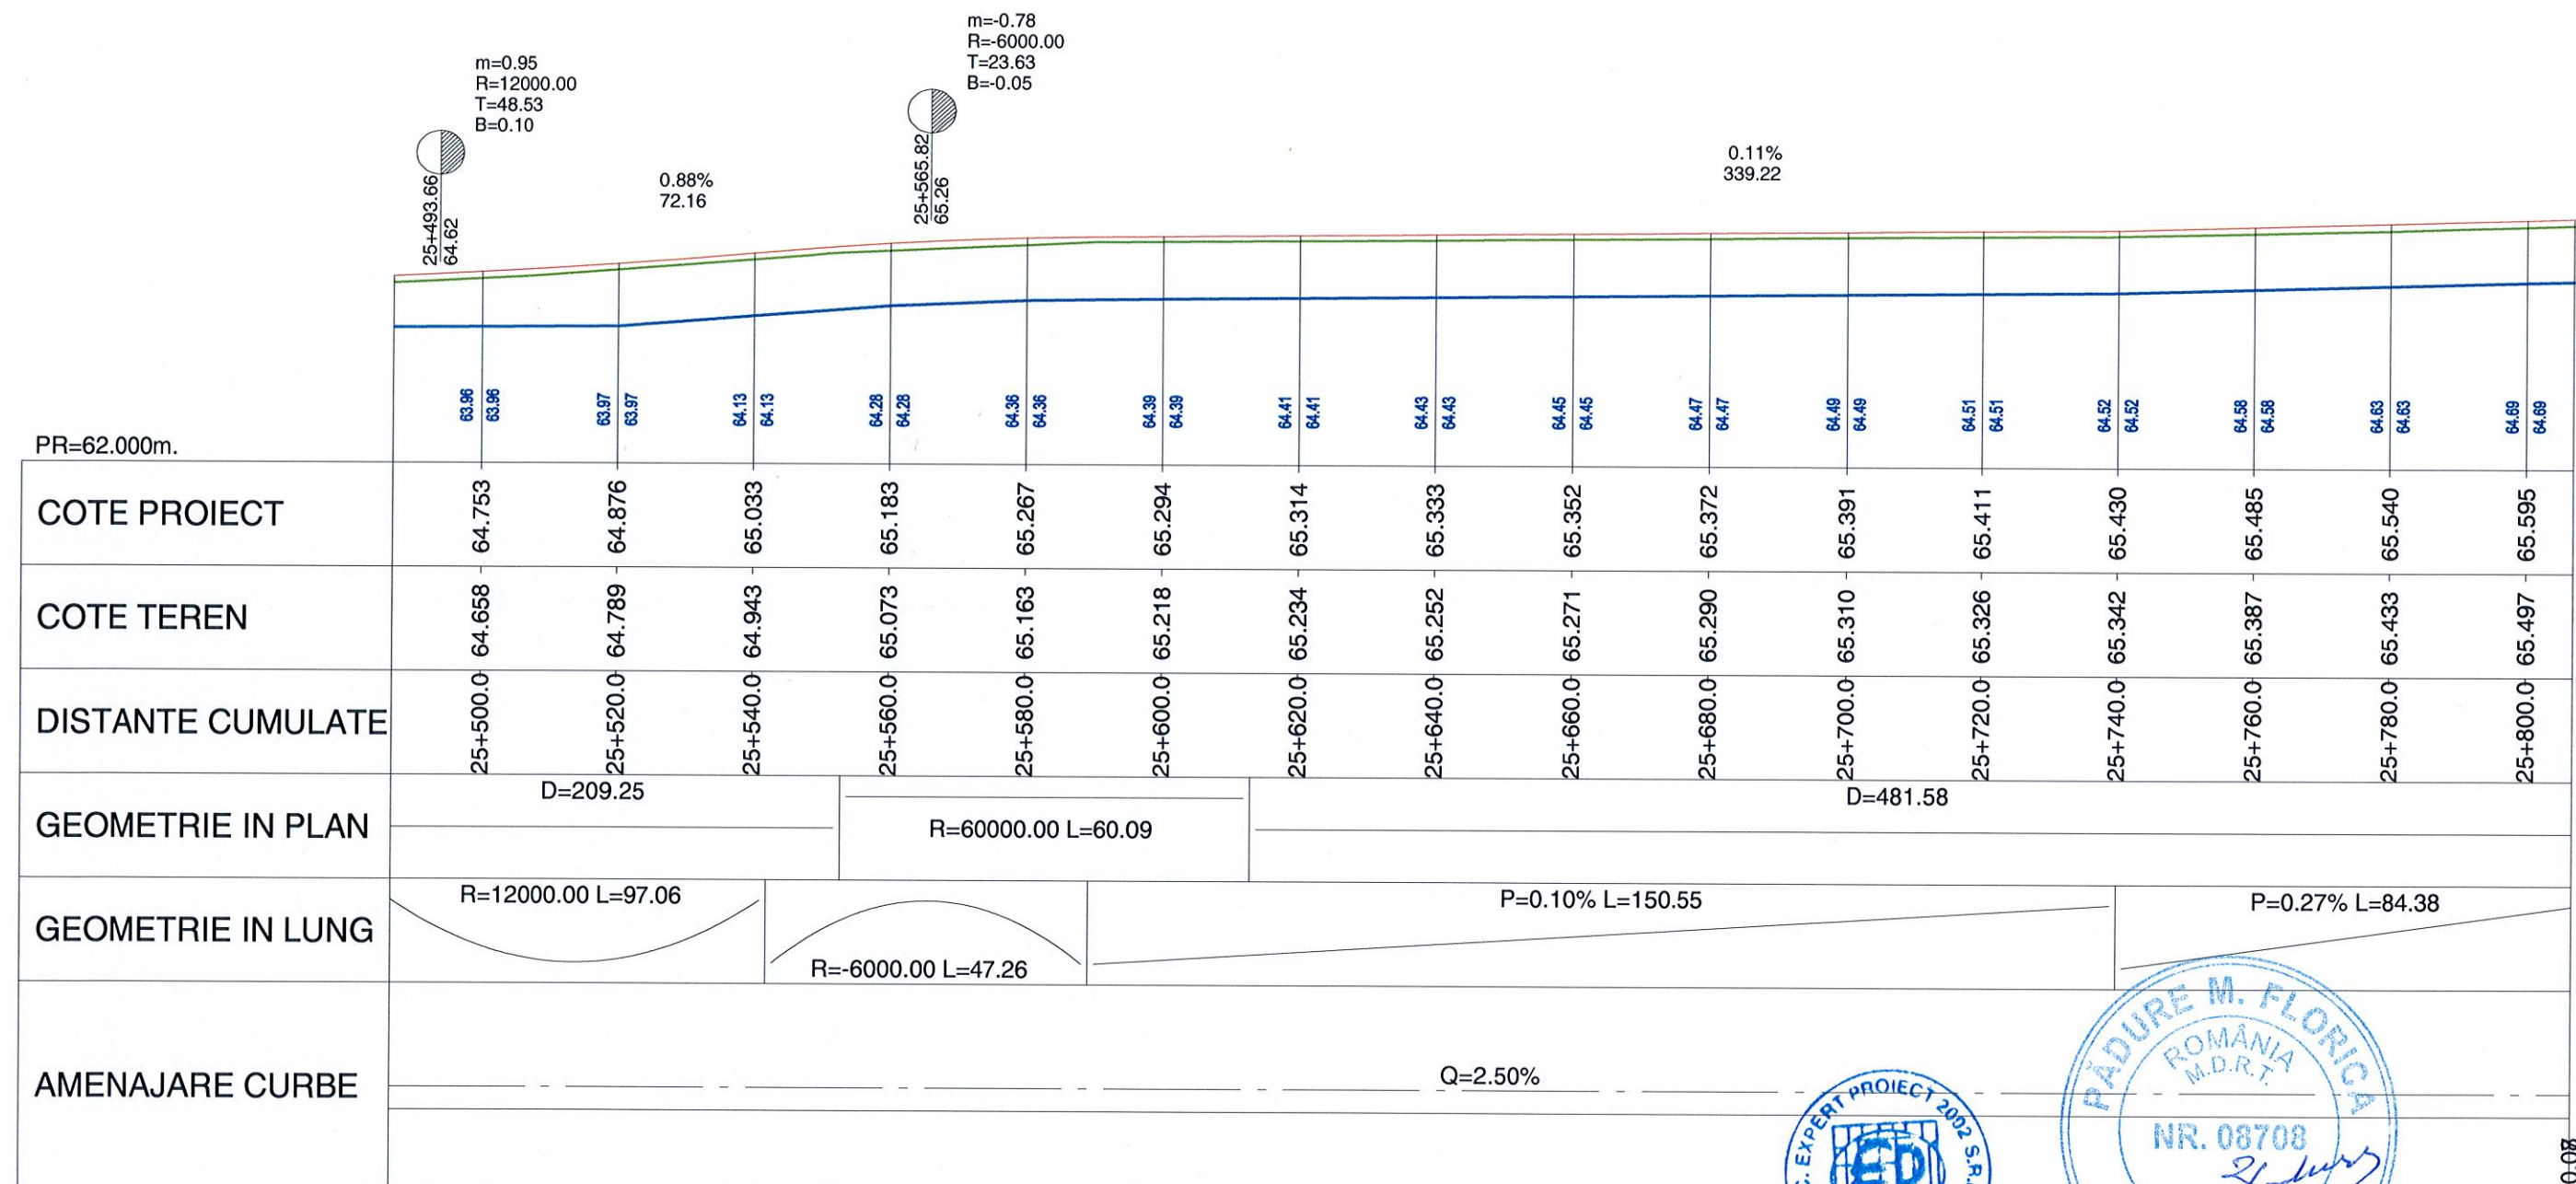 m=-0.78
R=-6000.00
T=23.63
B=-0.05
m=0.95
R=12000.00
T=48.53
B=0.10
25+493.66
64.62
0.88%
72.16
25+565.82
65.26
0.11%
339.22
63.96 63.96 63.97 63.97 64.13 64.13 64.28 64.28 64.36 64.36 64.39 64.39 64.41 64.41 64.43 64.43 64.45 64.45 64.47 64.47 64.49 64.49 64.51 64.51 64.52 64.52 64.58 64.58 64.63 64.63 64.69 64.69
PR=62.000m.
COTE PROIECT 64.753 64.876 65.033 65.183 65.267 65.294 65.314 65.333 65.352 65.372 65.391 65.411 65.430 65.485 65.540 65.595
COTE TEREN 64.658 64.789 64.943 65.073 65.163 65.218 65.234 65.252 65.271 65.290 65.310 65.326 65.342 65.387 65.433 65.497
DISTANTE CUMULATE 25+500.0 25+520.0 25+540.0 25+560.0 25+580.0 25+600.0 25+620.0 25+640.0 25+660.0 25+680.0 25+700.0 25+720.0 25+740.0 25+760.0 25+780.0 25+800.0
GEOMETRIE IN PLAN D=209.25 R=60000.00 L=60.09 D=481.58
GEOMETRIE IN LUNG R=12000.00 L=97.06 R=-6000.00 L=47.26 P=0.10% L=150.55 P=0.27% L=84.38
AMENAJARE CURBE Q=2.50%
EXPERT PROIECT 2002 S.R.
PĂDURE M. FLORICA
ROMÂNIA
M.D.R.T.
NR. 08708